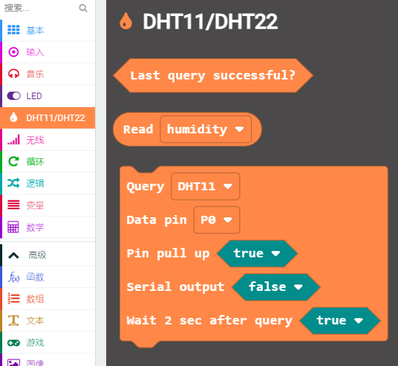 搜索...
基本
输入
音乐
LED
DHT11/DHT22
无线
循环
逻辑
变量
数学
高级
f(x) 函数
数组
文本
游戏
图像
DHT11/DHT22
Last query successful?
Read humidity
Query DHT11
Data pin P0
Pin pull up true
Serial output false
Wait 2 sec after query true